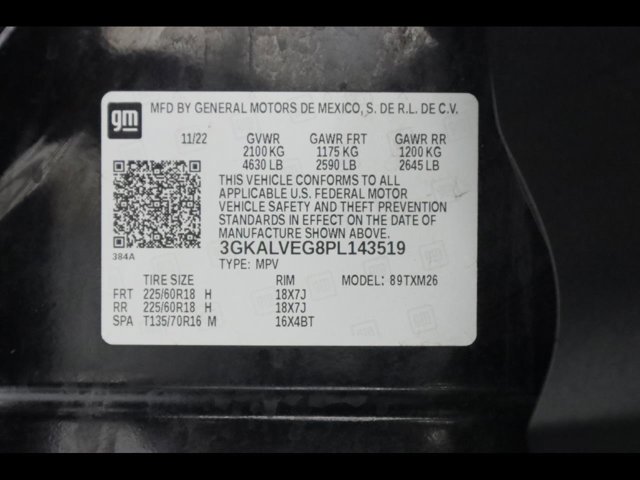 gm
MFD BY GENERAL MOTORS DE MEXICO, S. DE R.L. DE C.V.
11/22 GVWR GAWR FRT GAWR RR
2100 KG 1175 KG 1200 KG
4630 LB 2590 LB 2645 LB
THIS VEHICLE CONFORMS TO ALL
APPLICABLE U.S. FEDERAL MOTOR
VEHICLE SAFETY AND THEFT PREVENTION
STANDARDS IN EFFECT ON THE DATE OF
MANUFACTURE SHOWN ABOVE.
384A
3GKALVEG8PL143519
TYPE: MPV
TIRE SIZE RIM MODEL: 89TXM26
FRT 225/60R18 H 18X7J
RR 225/60R18 H 18X7J
SPA T135/70R16 M 16X4BT